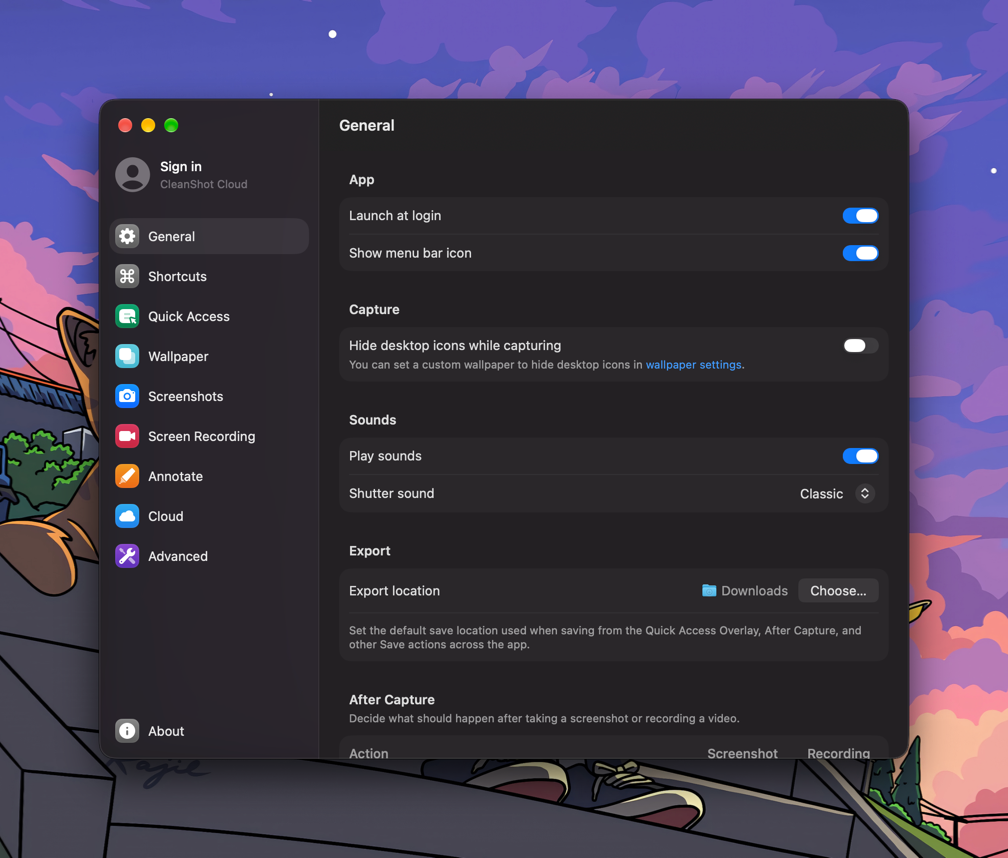 General
Sign in
CleanShot Cloud
General
Shortcuts
Quick Access
Wallpaper
Screenshots
Screen Recording
Annotate
Cloud
Advanced
About
App
Launch at login
Show menu bar icon
Capture
Hide desktop icons while capturing
You can set a custom wallpaper to hide desktop icons in wallpaper settings.
Sounds
Play sounds
Shutter sound Classic
Export
Export location Downloads Choose...
Set the default save location used when saving from the Quick Access Overlay, After Capture, and
other Save actions across the app.
After Capture
Decide what should happen after taking a screenshot or recording a video.
Action Screenshot Recording